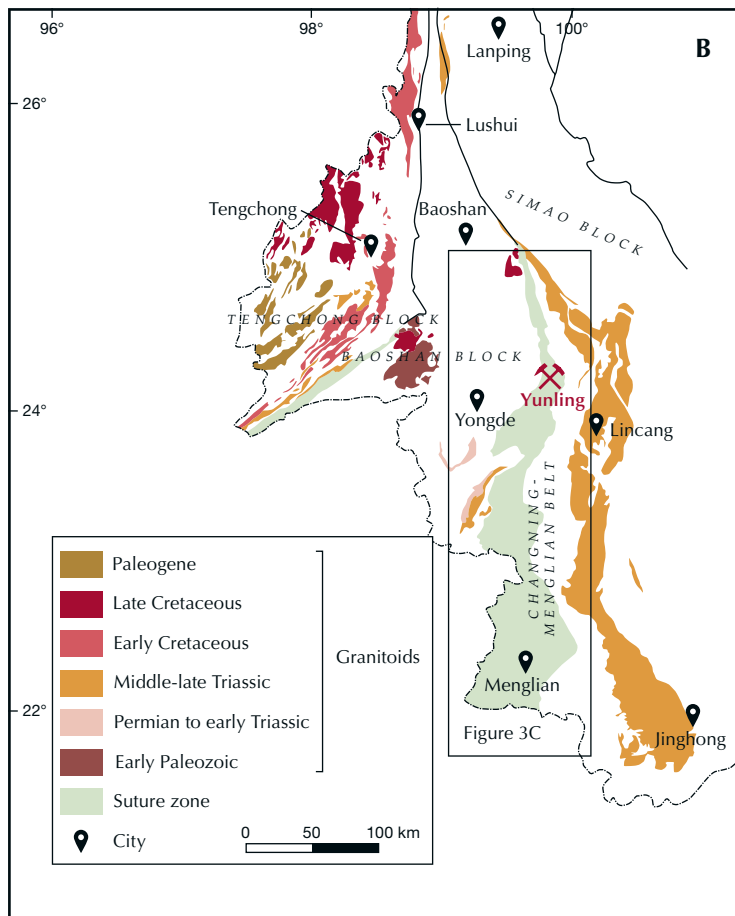 96°
98°
100°
B
Lanping
26°
Lushui
Tengchong
Baoshan
SIMAO BLOCK
TENGCHONG BLOCK
BAOSHAN BLOCK
24°
Yunling
Yongde
Lincang
CHANGNING-
MENGLIAN BELT
Paleogene
Late Cretaceous
Early Cretaceous
Granitoids
Middle-late Triassic
Menglian
Permian to early Triassic
22°
Figure 3C
Jinghong
Early Paleozoic
Suture zone
City
0 50 100 km